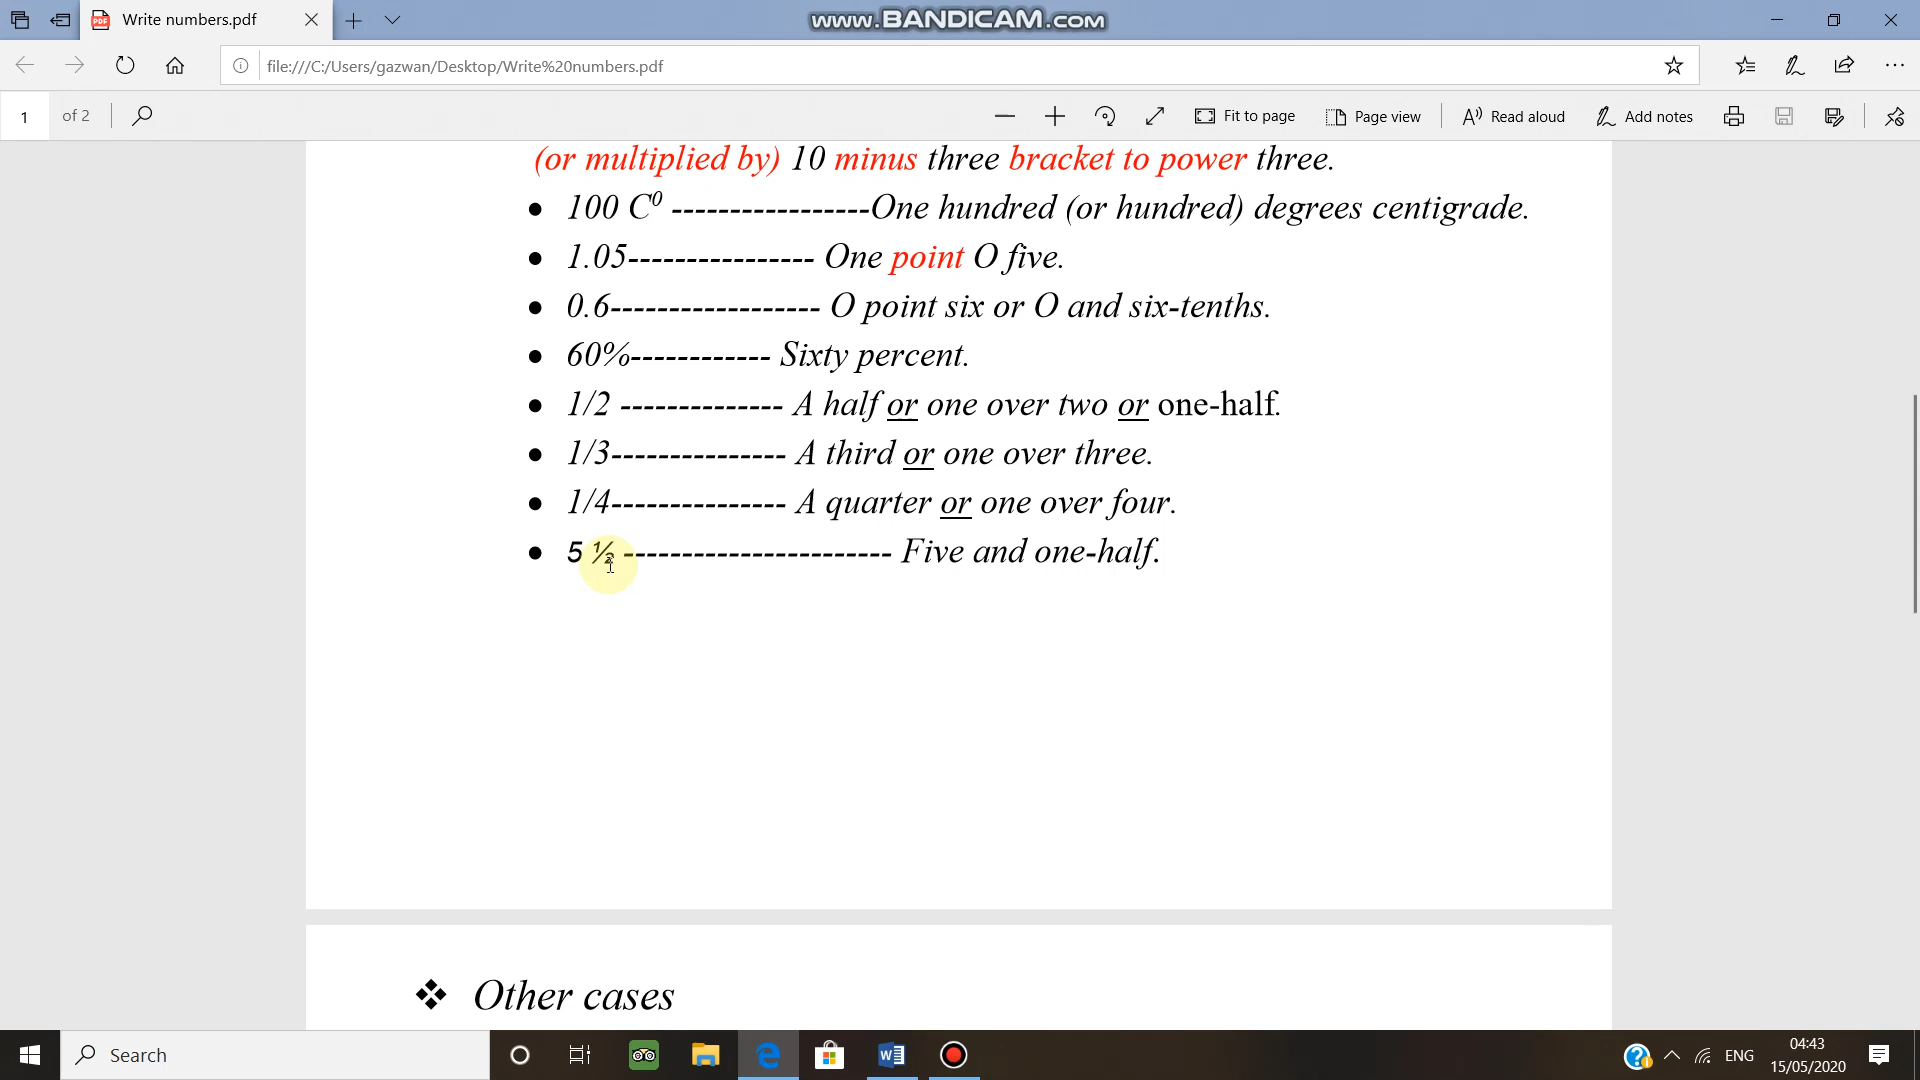 Write numbers.pdf
www.BANDICAM.com
file:///C:/Users/gazwan/Desktop/Write%20numbers.pdf
1 of 2
Fit to page
Page view
Read aloud
Add notes
(or multiplied by) 10 minus three bracket to power three.
• 100 C⁰ -----------------One hundred (or hundred) degrees centigrade.
• 1.05---------------- One point O five.
• 0.6------------------ O point six or O and six-tenths.
• 60%------------ Sixty percent.
• 1/2 -------------- A half or one over two or one-half.
• 1/3--------------- A third or one over three.
• 1/4--------------- A quarter or one over four.
• 5 ½ ----------------------- Five and one-half.
❖ Other cases
Search
ENG
04:43
15/05/2020